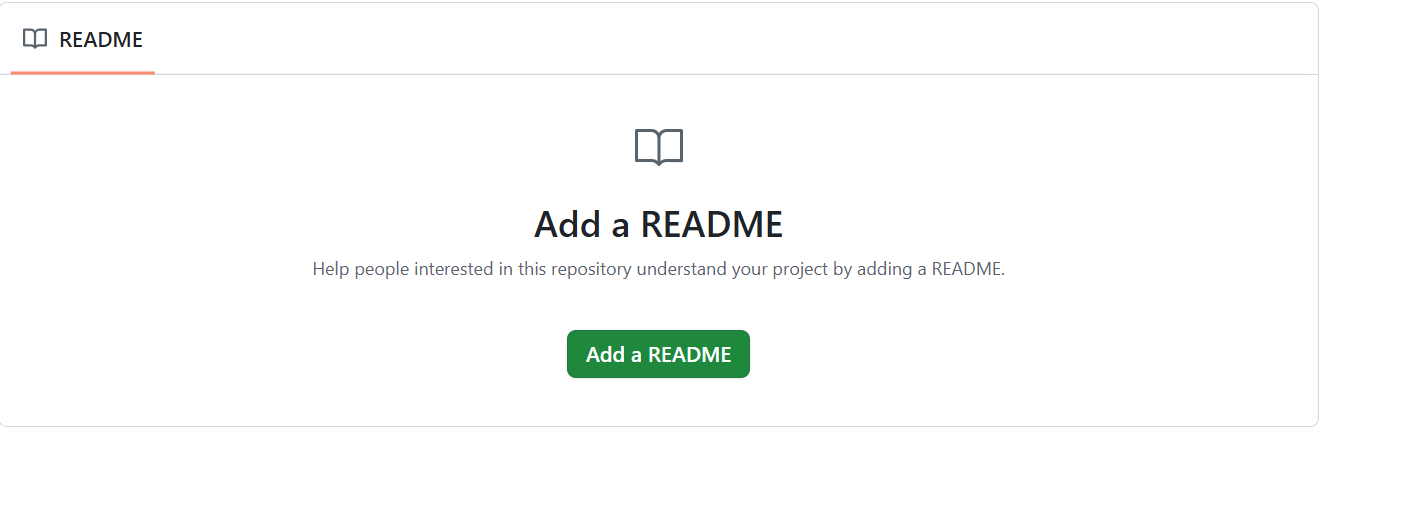 README
Add a README
Help people interested in this repository understand your project by adding a README.
Add a README